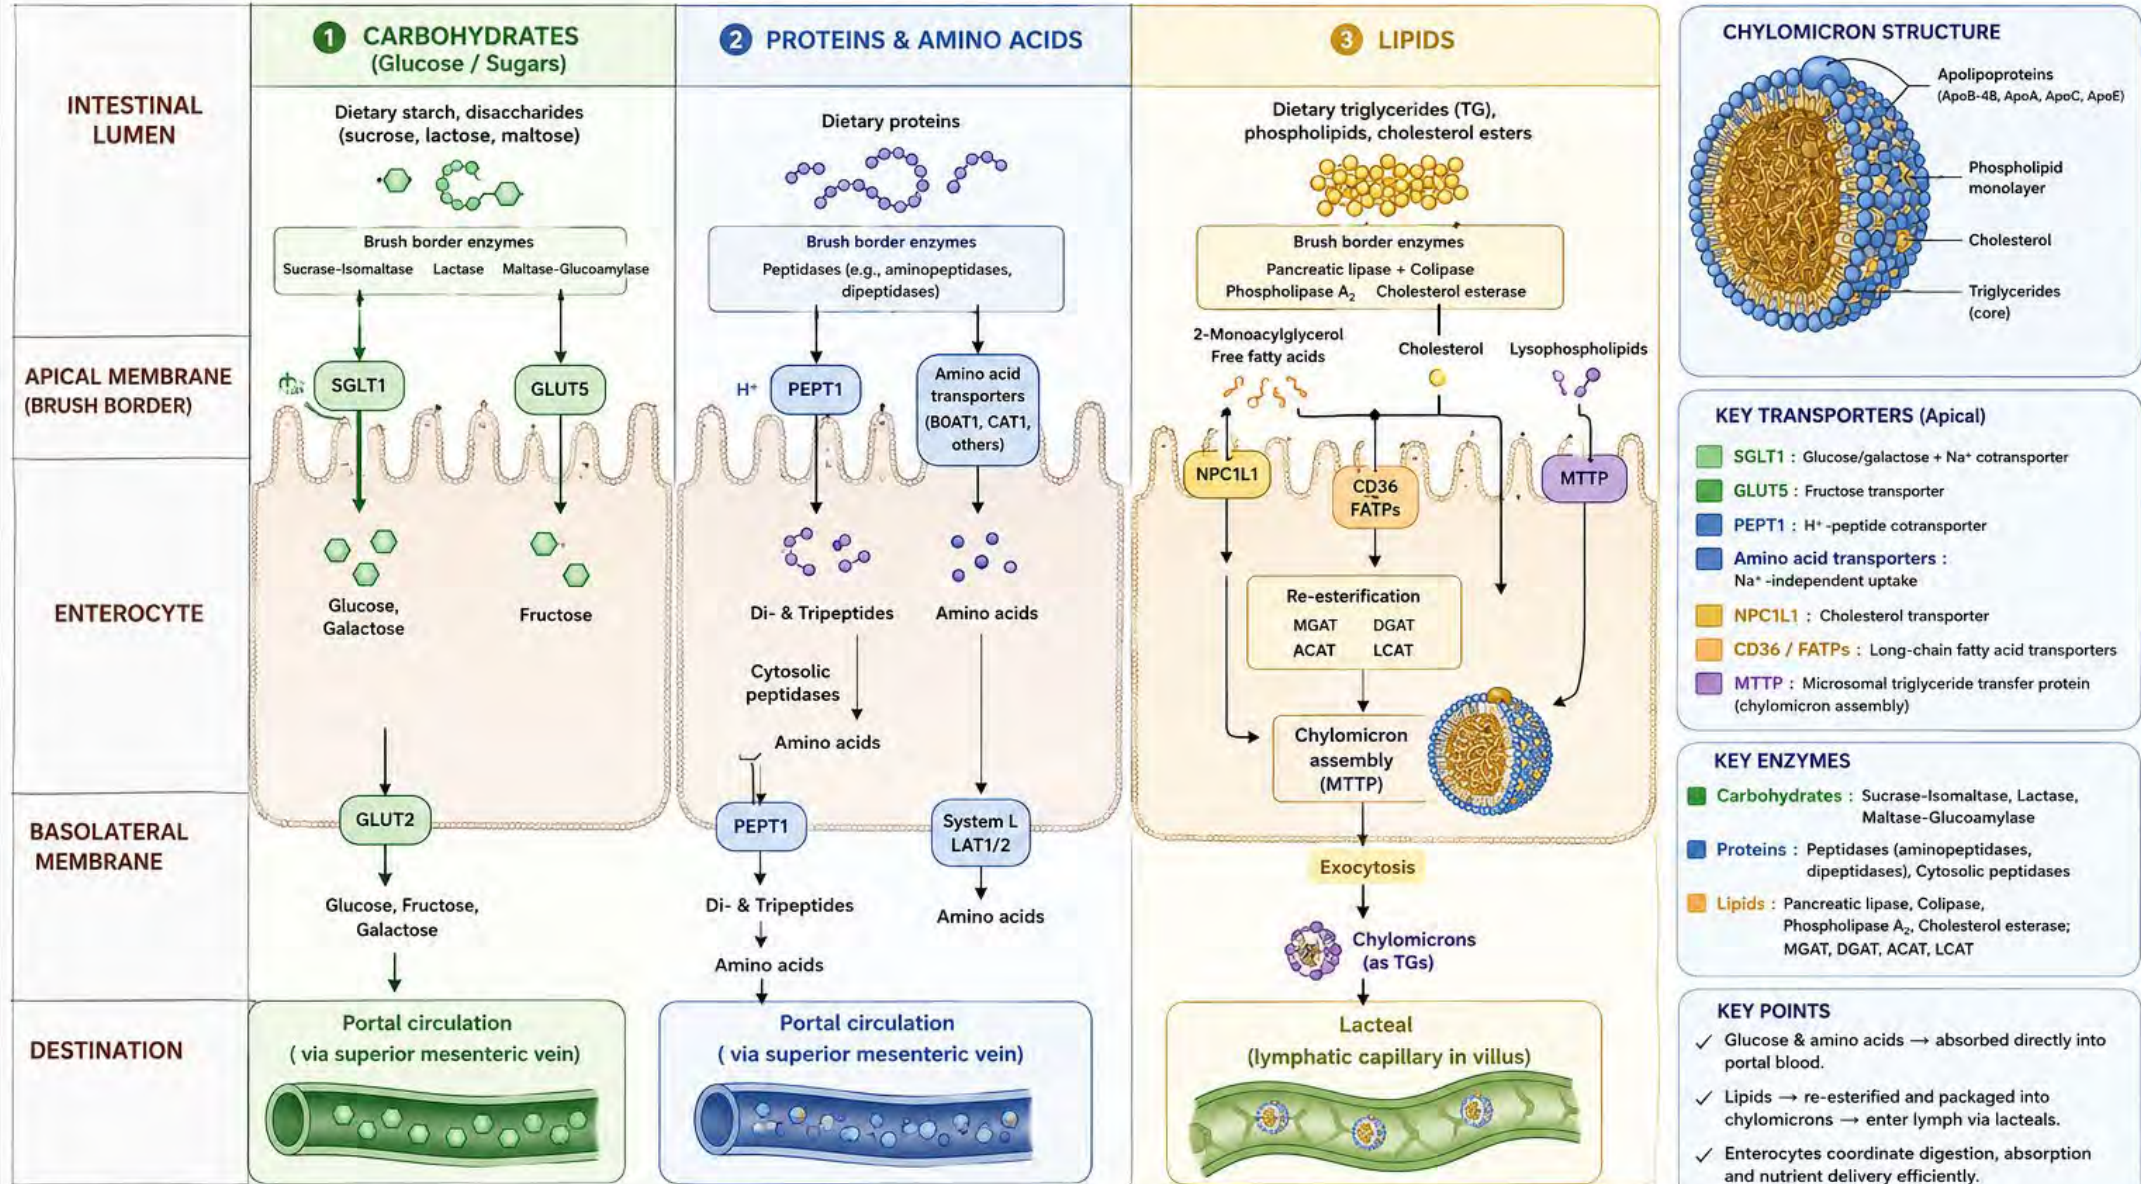 1 CARBOHYDRATES
(Glucose / Sugars)
2 PROTEINS & AMINO ACIDS
3 LIPIDS
INTESTINAL
LUMEN
Dietary starch, disaccharides
(sucrose, lactose, maltose)
Brush border enzymes
Sucrase-Isomaltase Lactase Maltase-Glucoamylase
Dietary proteins
Brush border enzymes
Peptidases (e.g., aminopeptidases,
dipeptidases)
Dietary triglycerides (TG),
phospholipids, cholesterol esters
Brush border enzymes
Pancreatic lipase + Colipase
Phospholipase A₂ Cholesterol esterase
2-Monoacylglycerol
Free fatty acids
Cholesterol
Lysophospholipids
APICAL MEMBRANE
(BRUSH BORDER)
SGLT1
GLUT5
H⁺
PEPT1
Amino acid
transporters
(B0AT1, CAT1,
others)
NPC1L1
CD36
FATPs
MTTP
ENTEROCYTE
Glucose,
Galactose
Fructose
Di- & Tripeptides
Cytosolic
peptidases
Amino acids
Amino acids
Re-esterification
MGAT DGAT
ACAT LCAT
Chylomicron
assembly
(MTTP)
BASOLATERAL
MEMBRANE
GLUT2
Glucose, Fructose,
Galactose
PEPT1
Di- & Tripeptides
Amino acids
System L
LAT1/2
Amino acids
Exocytosis
Chylomicrons
(as TGs)
DESTINATION
Portal circulation
( via superior mesenteric vein)
Portal circulation
( via superior mesenteric vein)
Lacteal
(lymphatic capillary in villus)
CHYLOMICRON STRUCTURE
Apolipoproteins
(ApoB-48, ApoA, ApoC, ApoE)
Phospholipid
monolayer
Cholesterol
Triglycerides
(core)
KEY TRANSPORTERS (Apical)
SGLT1 : Glucose/galactose + Na⁺ cotransporter
GLUT5 : Fructose transporter
PEPT1 : H⁺ -peptide cotransporter
Amino acid transporters :
Na⁺ -independent uptake
NPC1L1 : Cholesterol transporter
CD36 / FATPs : Long-chain fatty acid transporters
MTTP : Microsomal triglyceride transfer protein
(chylomicron assembly)
KEY ENZYMES
Carbohydrates : Sucrase-Isomaltase, Lactase,
Maltase-Glucoamylase
Proteins : Peptidases (aminopeptidases,
dipeptidases), Cytosolic peptidases
Lipids : Pancreatic lipase, Colipase,
Phospholipase A₂, Cholesterol esterase;
MGAT, DGAT, ACAT, LCAT
KEY POINTS
✓ Glucose & amino acids → absorbed directly into
portal blood.
✓ Lipids → re-esterified and packaged into
chylomicrons → enter lymph via lacteals.
✓ Enterocytes coordinate digestion, absorption
and nutrient delivery efficiently.